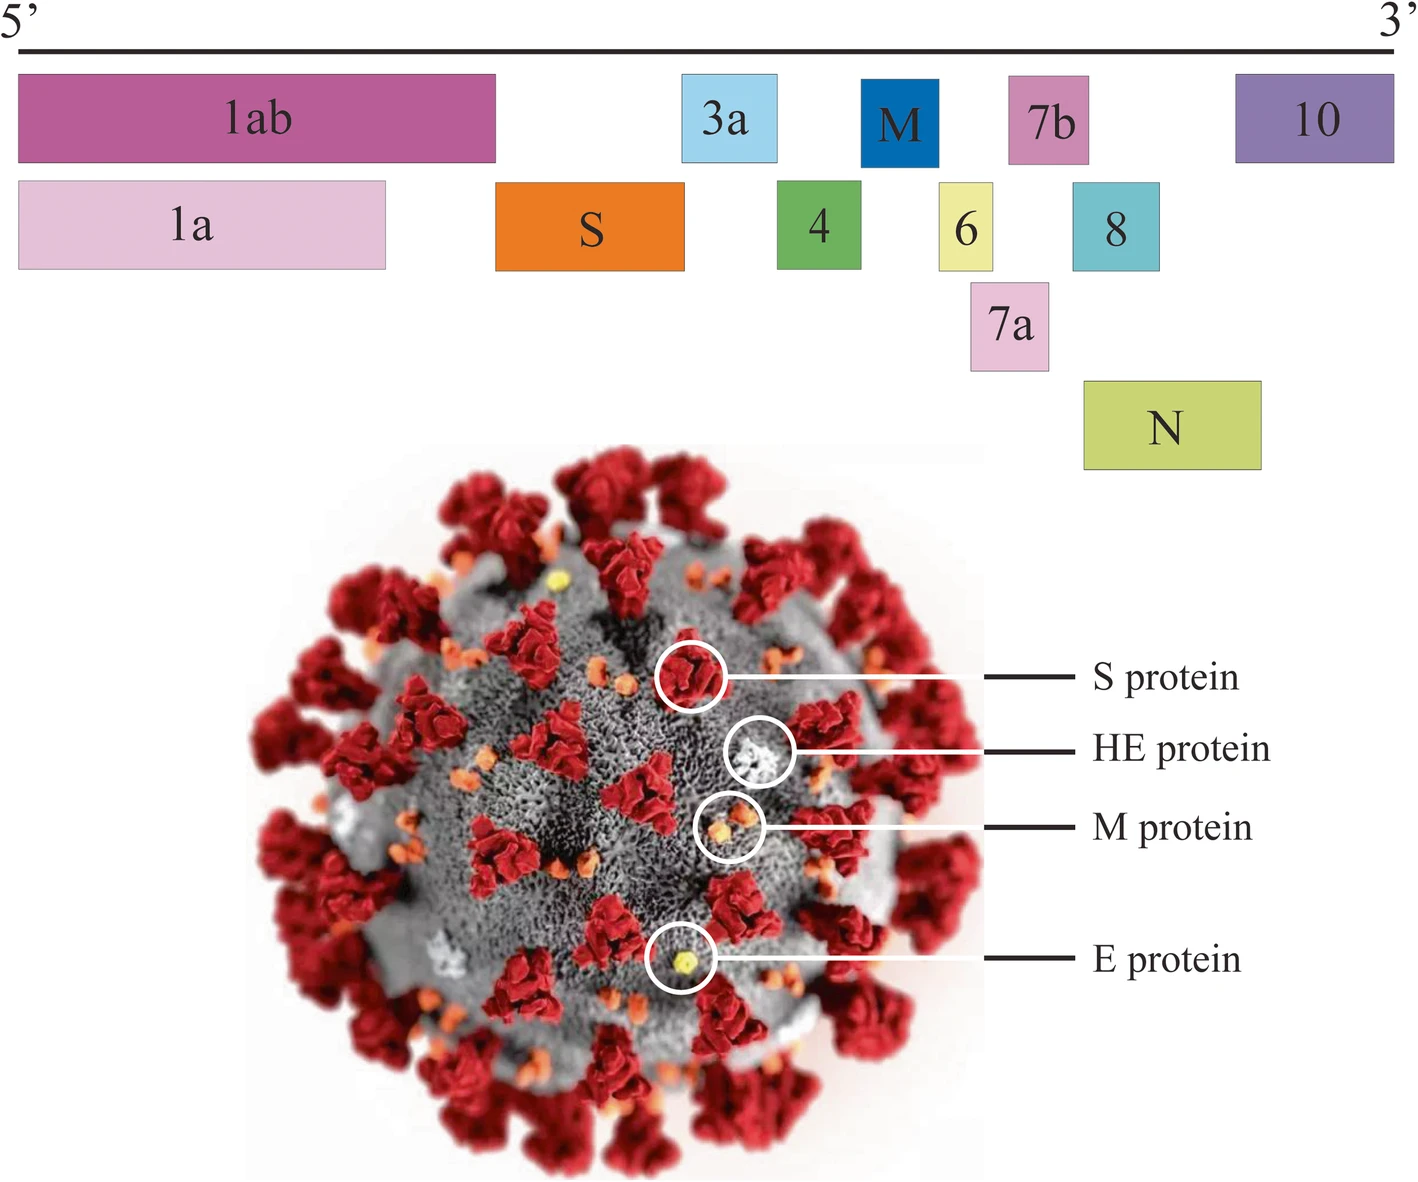 5’ 3’
1ab 3a M 7b 10
1a S 4 6 8
7a
N
S protein
HE protein
M protein
E protein